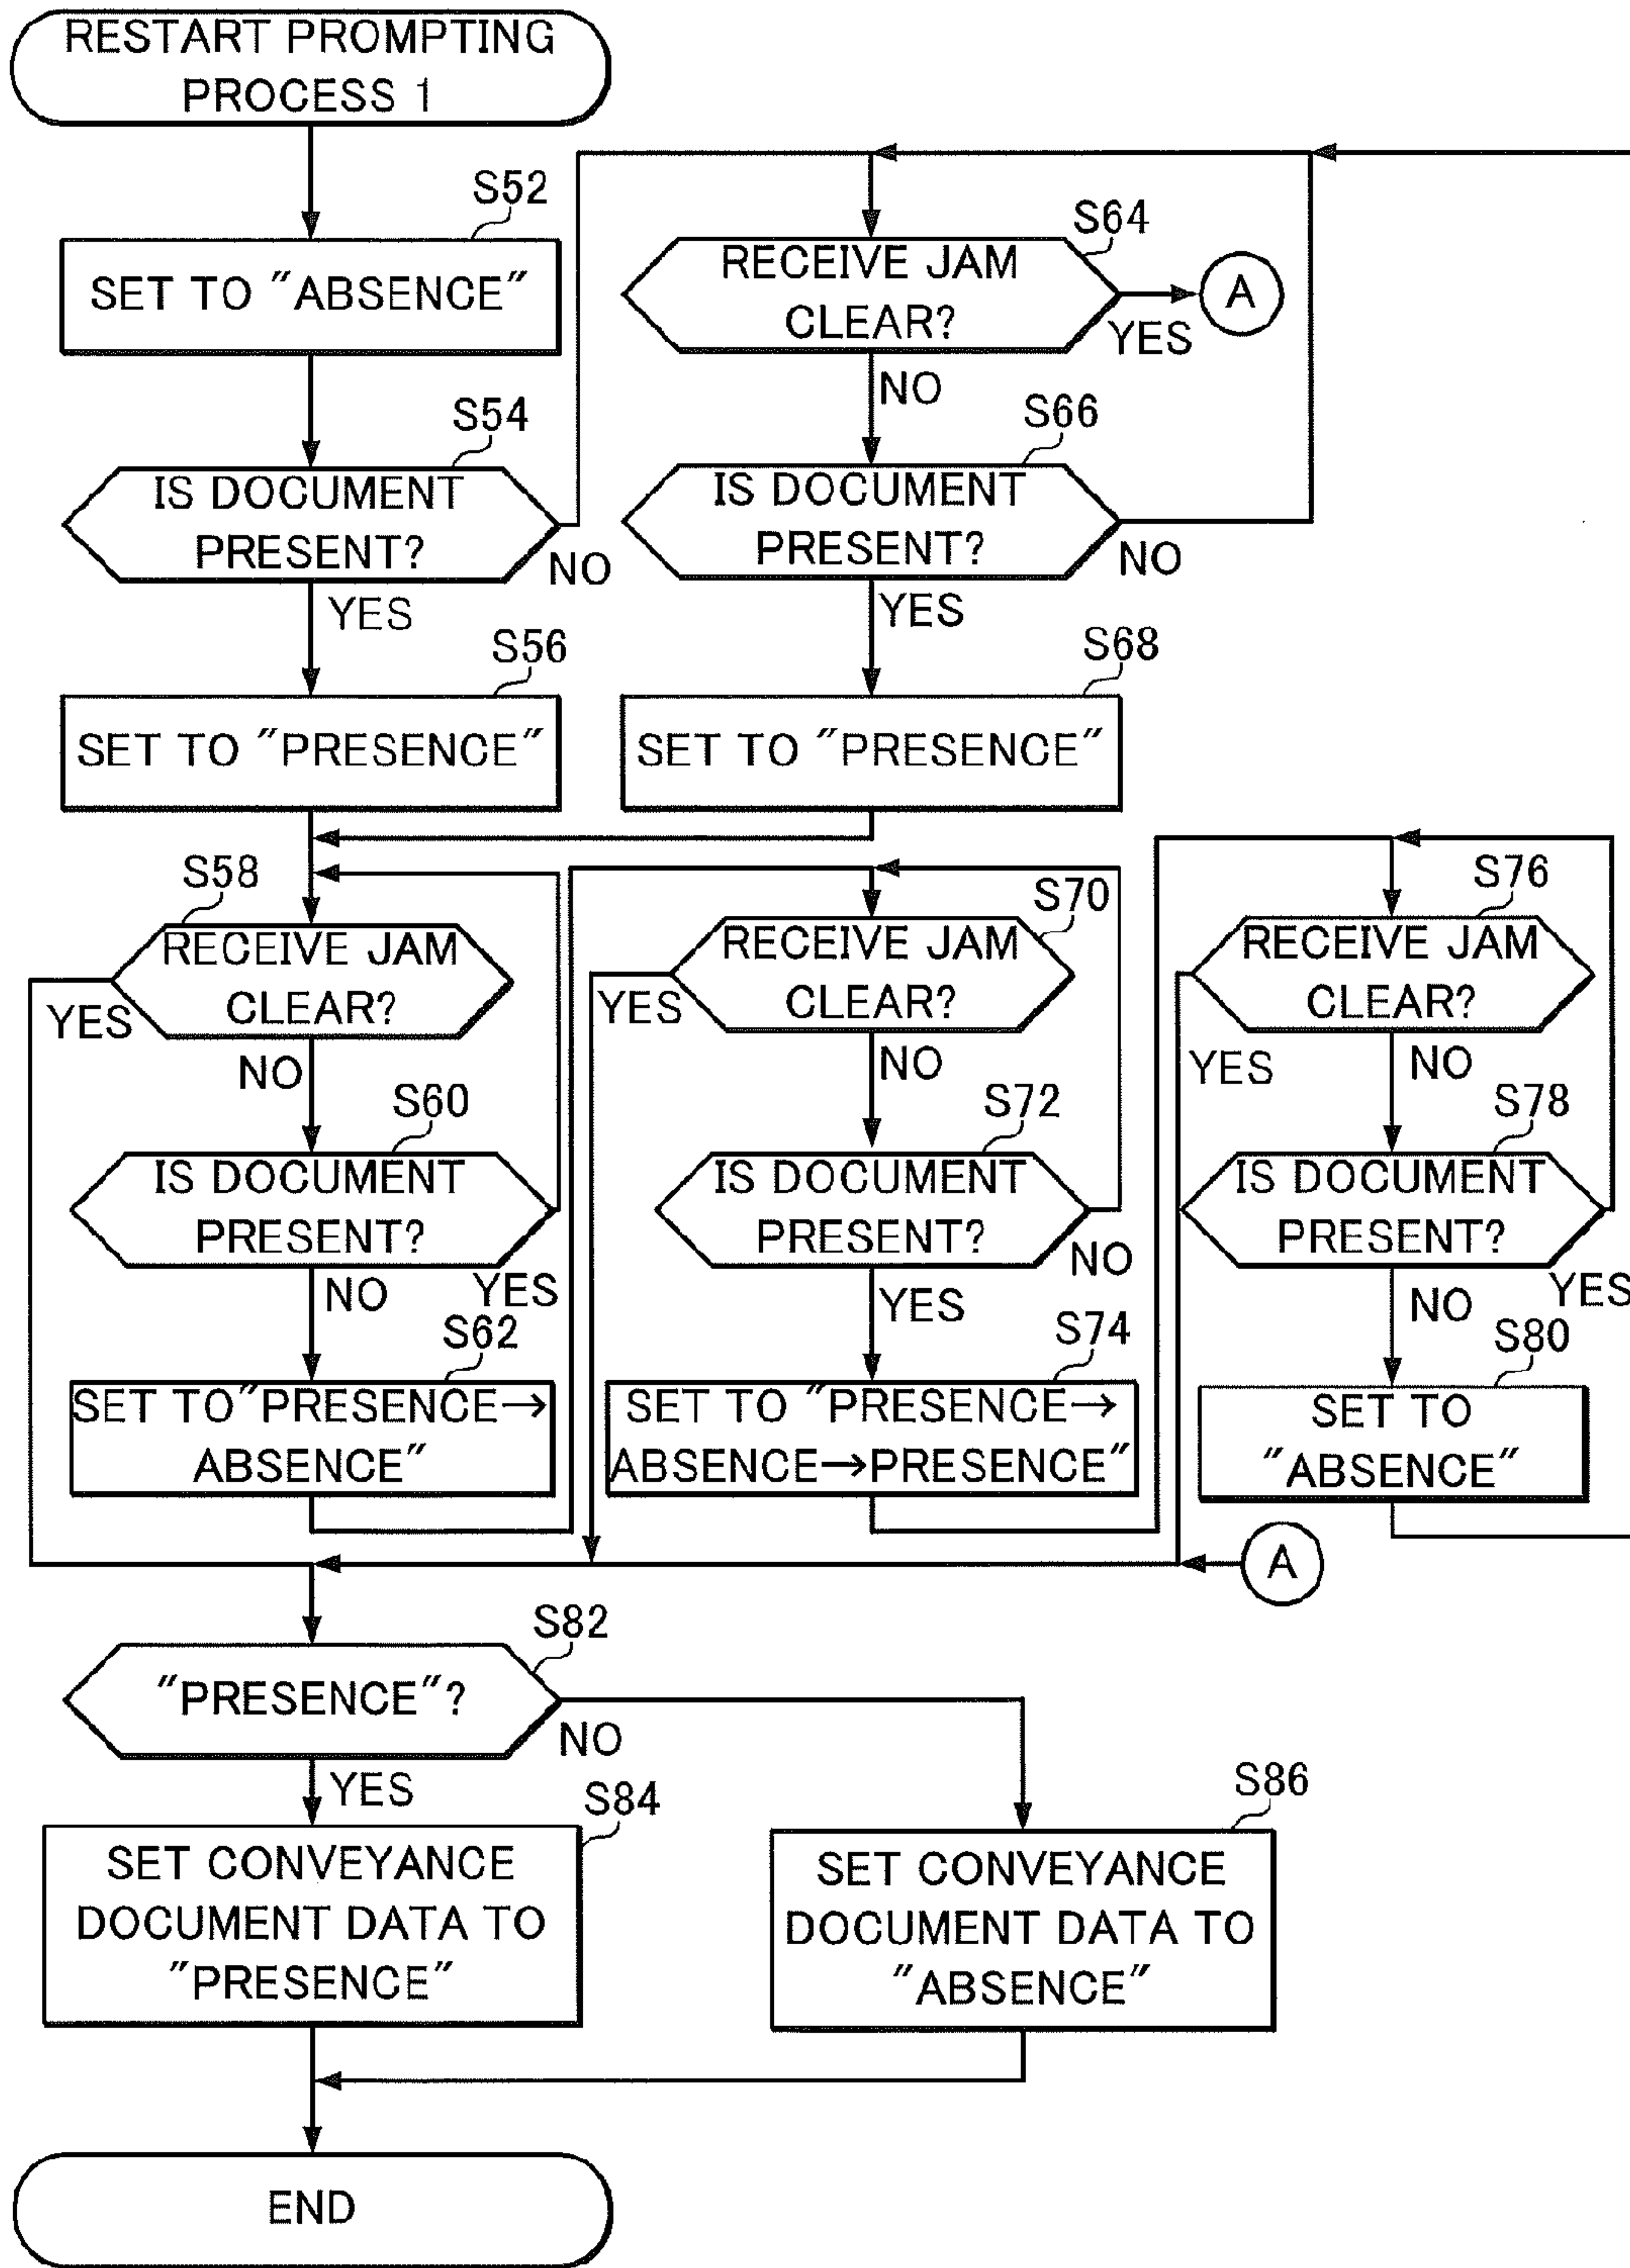 RESTART PROMPTING
PROCESS 1
S52
SET TO "ABSENCE"
S54
IS DOCUMENT
PRESENT?
NO
YES
S56
SET TO "PRESENCE"
S64
RECEIVE JAM
CLEAR?
YES
A
NO
S66
IS DOCUMENT
PRESENT?
NO
YES
S68
SET TO "PRESENCE"
S58
RECEIVE JAM
CLEAR?
YES
NO
S60
IS DOCUMENT
PRESENT?
NO
YES
S62
SET TO"PRESENCE→
ABSENCE"
S70
RECEIVE JAM
CLEAR?
YES
NO
S72
IS DOCUMENT
PRESENT?
NO
YES
S74
SET TO "PRESENCE→
ABSENCE→PRESENCE"
S76
RECEIVE JAM
CLEAR?
YES
NO
S78
IS DOCUMENT
PRESENT?
YES
NO
S80
SET TO
"ABSENCE"
A
S82
"PRESENCE"?
NO
YES
S84
SET CONVEYANCE
DOCUMENT DATA TO
"PRESENCE"
S86
SET CONVEYANCE
DOCUMENT DATA TO
"ABSENCE"
END